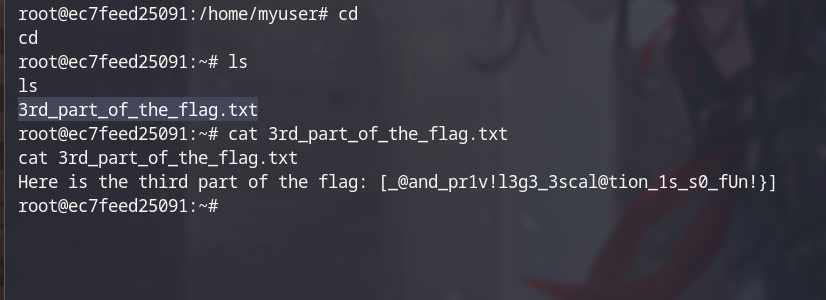 root@ec7feed25091:/home/myuser# cd
cd
root@ec7feed25091:~# ls
ls
3rd_part_of_the_flag.txt
root@ec7feed25091:~# cat 3rd_part_of_the_flag.txt
cat 3rd_part_of_the_flag.txt
Here is the third part of the flag: [_@and_pr1v!l3g3_3scal@tion_1s_s0_fUn!}]
root@ec7feed25091:~#